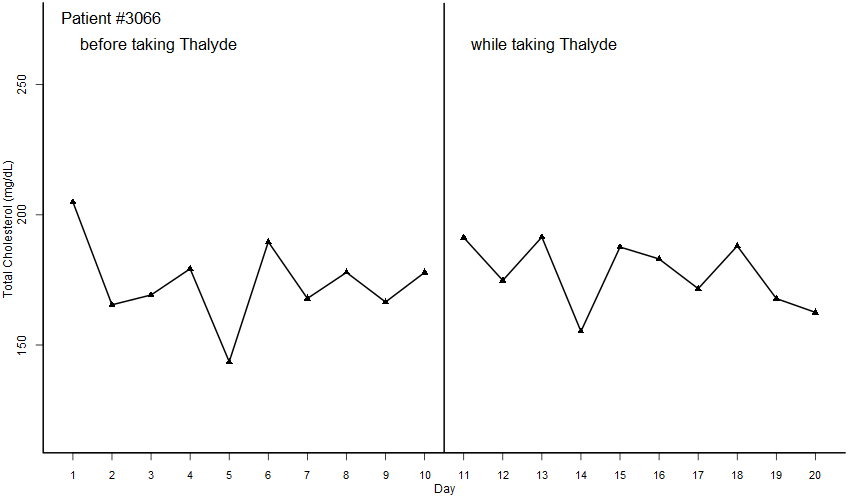 Patient #3066
before taking Thalyde
while taking Thalyde
Total Cholesterol (mg/dL)
250
200
150
1 2 3 4 5 6 7 8 9 10 11 12 13 14 15 16 17 18 19 20
Day